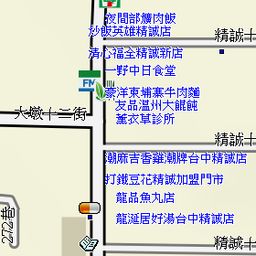 夜間部爌肉飯
炒飯英雄精誠店
精誠十
清心福全精誠新店
一野中日食堂
FM
東洋東埔寨牛肉麵
友品溫州大餛飩
大墩十二街
薰衣草診所
精誠十
潮麻吉香雞潮牌台中精誠店
打鐵豆花精誠加盟門市
龍品魚丸店
272巷
龍涎居好湯台中精誠店
精誠十